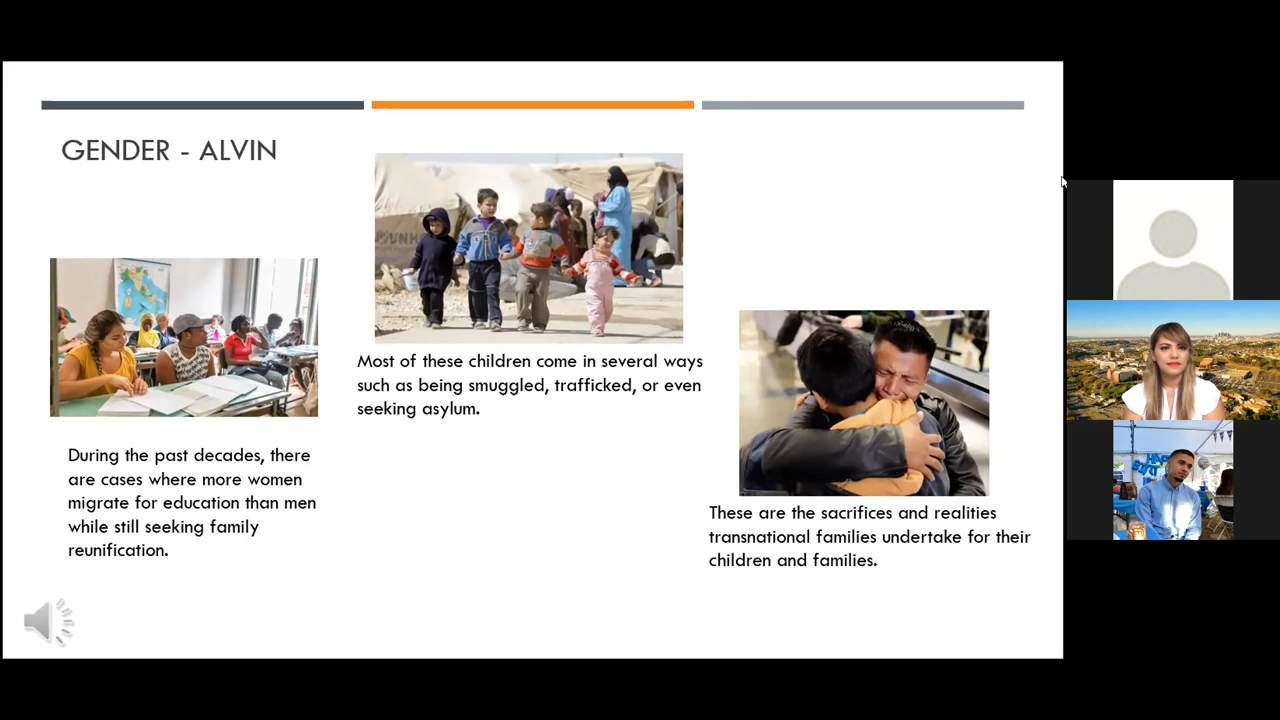 GENDER - ALVIN
UNH
During the past decades, there
are cases where more women
migrate for education than men
while still seeking family
reunification.
Most of these children come in several ways
such as being smuggled, trafficked, or even
seeking asylum.
These are the sacrifices and realities
transnational families undertake for their
children and families.